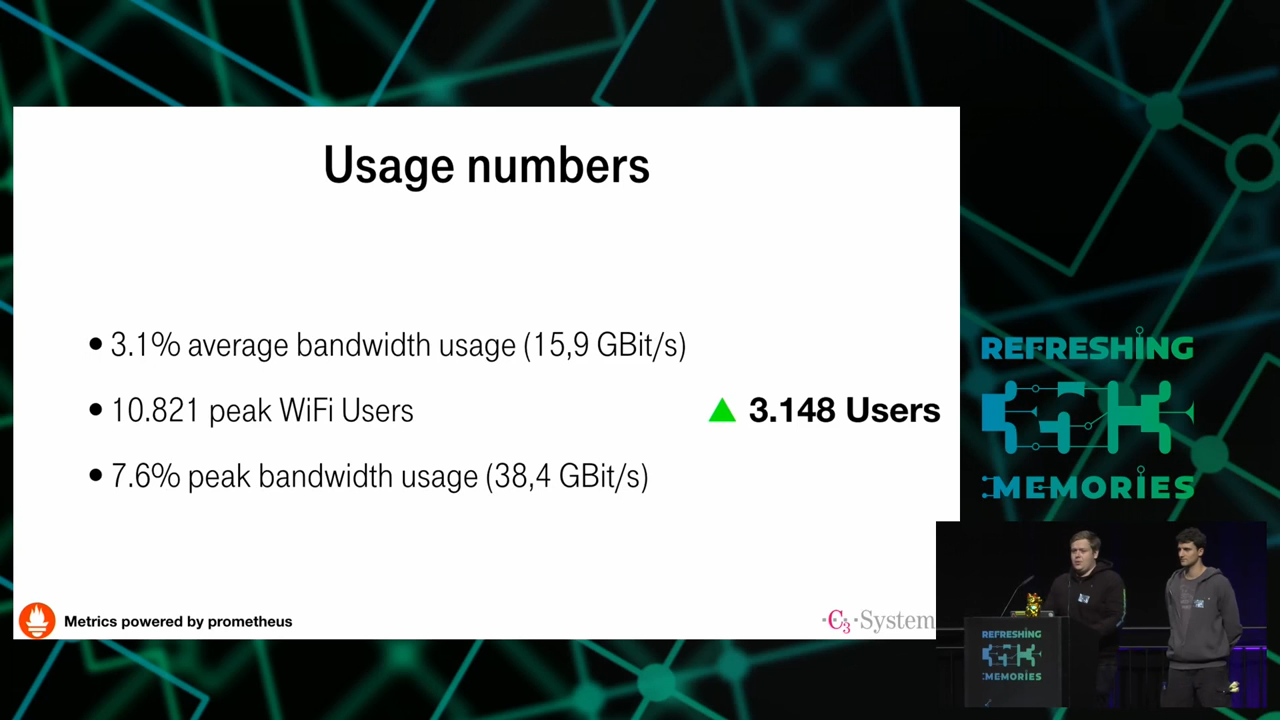 Usage numbers
• 3.1% average bandwidth usage (15,9 GBit/s)
• 10.821 peak WiFi Users
▲ 3.148 Users
• 7.6% peak bandwidth usage (38,4 GBit/s)
Metrics powered by prometheus
·C3·System
REFRESHING
MEMORIES
REFRESHING
MEMORIES